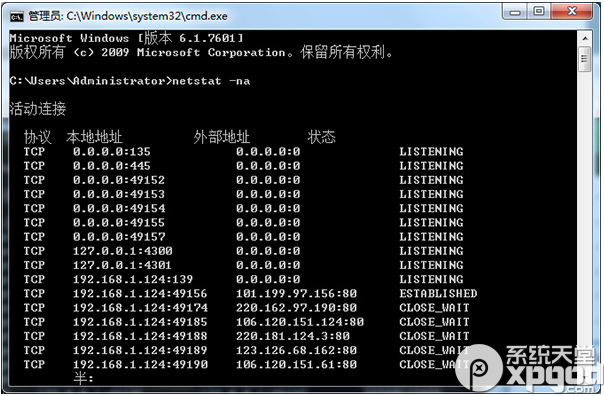 管理员: C:\Windows\system32\cmd.exe
Microsoft Windows [版本 6.1.7601]
版权所有 (c) 2009 Microsoft Corporation。保留所有权利。
C:\Users\Administrator>netstat -na
活动连接
协议 本地地址 外部地址 状态
TCP 0.0.0.0:135 0.0.0.0:0 LISTENING
TCP 0.0.0.0:445 0.0.0.0:0 LISTENING
TCP 0.0.0.0:49152 0.0.0.0:0 LISTENING
TCP 0.0.0.0:49153 0.0.0.0:0 LISTENING
TCP 0.0.0.0:49154 0.0.0.0:0 LISTENING
TCP 0.0.0.0:49155 0.0.0.0:0 LISTENING
TCP 0.0.0.0:49157 0.0.0.0:0 LISTENING
TCP 127.0.0.1:4300 0.0.0.0:0 LISTENING
TCP 127.0.0.1:4301 0.0.0.0:0 LISTENING
TCP 192.168.1.124:139 0.0.0.0:0 LISTENING
TCP 192.168.1.124:49156 101.199.97.156:80 ESTABLISHED
TCP 192.168.1.124:49174 220.162.97.190:80 CLOSE_WAIT
TCP 192.168.1.124:49185 106.120.151.124:80 CLOSE_WAIT
TCP 192.168.1.124:49188 220.181.124.3:80 CLOSE_WAIT
TCP 192.168.1.124:49189 123.126.68.162:80 CLOSE_WAIT
TCP 192.168.1.124:49190 106.120.151.61:80 CLOSE_WAIT
半:
系统天堂